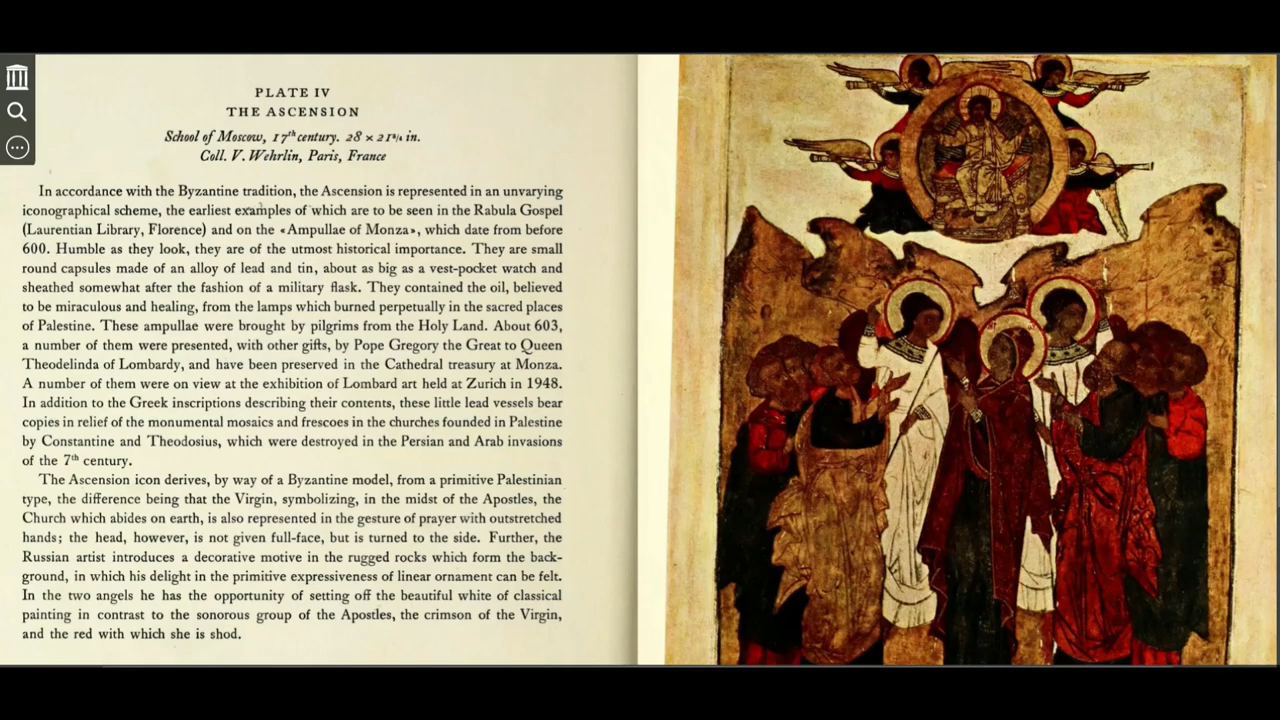 PLATE IV
THE ASCENSION
School of Moscow, 17th century. 28 × 21¾ in.
Coll. V. Wehrlin, Paris, France
In accordance with the Byzantine tradition, the Ascension is represented in an unvarying
iconographical scheme, the earliest examples of which are to be seen in the Rabula Gospel
(Laurentian Library, Florence) and on the «Ampullae of Monza», which date from before
600. Humble as they look, they are of the utmost historical importance. They are small
round capsules made of an alloy of lead and tin, about as big as a vest-pocket watch and
sheathed somewhat after the fashion of a military flask. They contained the oil, believed
to be miraculous and healing, from the lamps which burned perpetually in the sacred places
of Palestine. These ampullae were brought by pilgrims from the Holy Land. About 603,
a number of them were presented, with other gifts, by Pope Gregory the Great to Queen
Theodelinda of Lombardy, and have been preserved in the Cathedral treasury at Monza.
A number of them were on view at the exhibition of Lombard art held at Zurich in 1948.
In addition to the Greek inscriptions describing their contents, these little lead vessels bear
copies in relief of the monumental mosaics and frescoes in the churches founded in Palestine
by Constantine and Theodosius, which were destroyed in the Persian and Arab invasions
of the 7th century.
The Ascension icon derives, by way of a Byzantine model, from a primitive Palestinian
type, the difference being that the Virgin, symbolizing, in the midst of the Apostles, the
Church which abides on earth, is also represented in the gesture of prayer with outstretched
hands; the head, however, is not given full-face, but is turned to the side. Further, the
Russian artist introduces a decorative motive in the rugged rocks which form the back-
ground, in which his delight in the primitive expressiveness of linear ornament can be felt.
In the two angels he has the opportunity of setting off the beautiful white of classical
painting in contrast to the sonorous group of the Apostles, the crimson of the Virgin,
and the red with which she is shod.